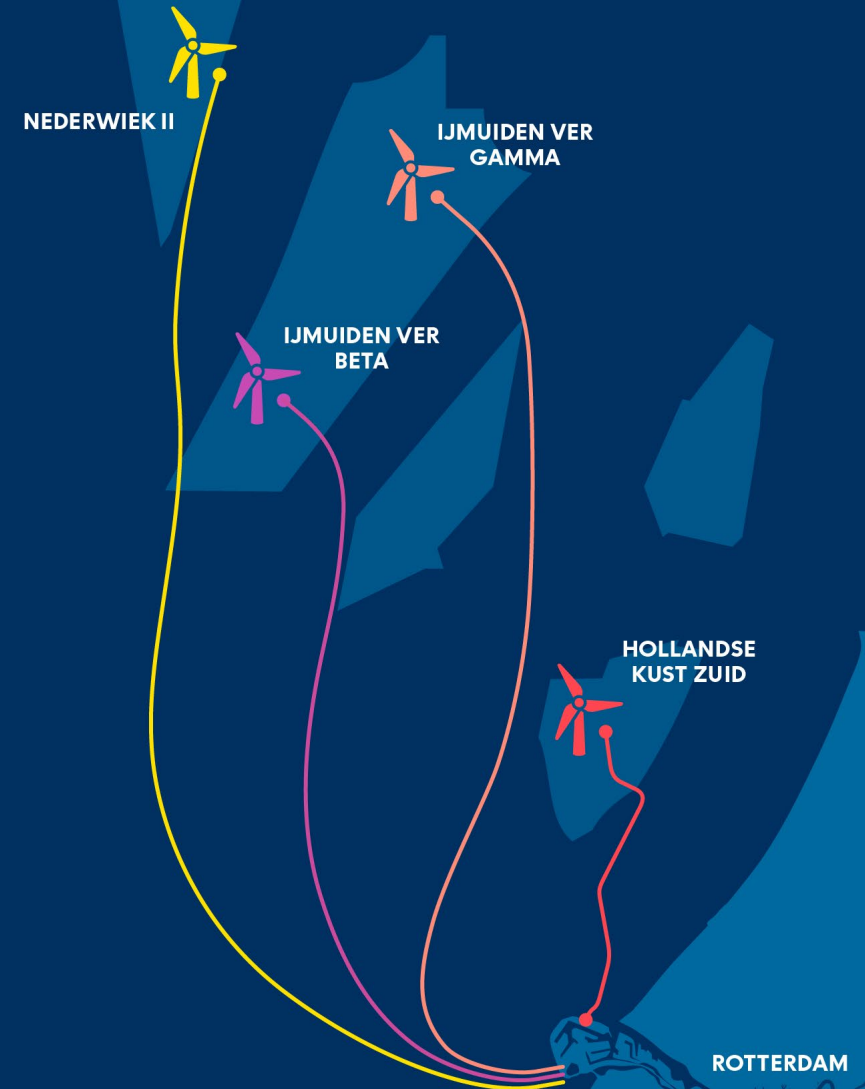 NEDERWIEK II
IJMUIDEN VER
GAMMA
IJMUIDEN VER
BETA
HOLLANDSE
KUST ZUID
ROTTERDAM